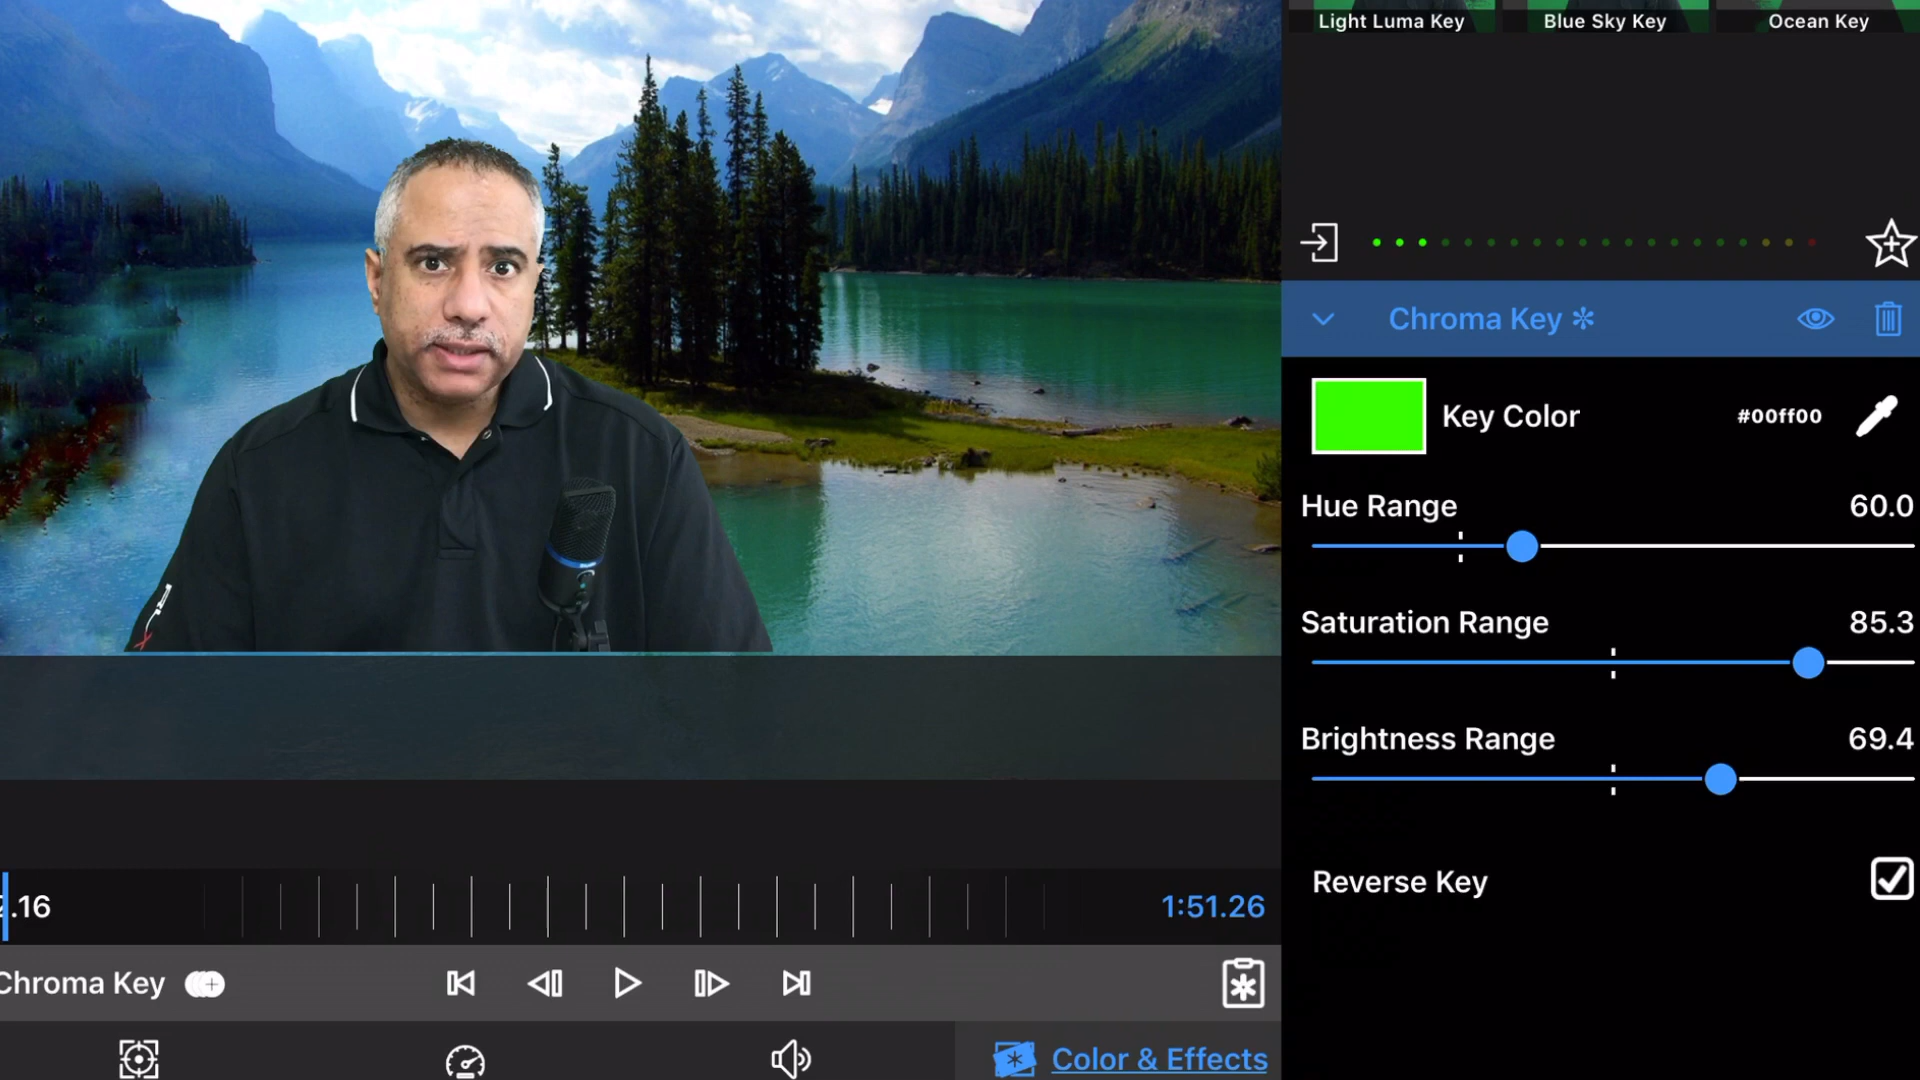 Light Luma Key
Blue Sky Key
Ocean Key
Chroma Key
Key Color
#00ff00
Hue Range
60.0
Saturation Range
85.3
Brightness Range
69.4
Reverse Key
.16
1:51.26
Chroma Key
Color & Effects